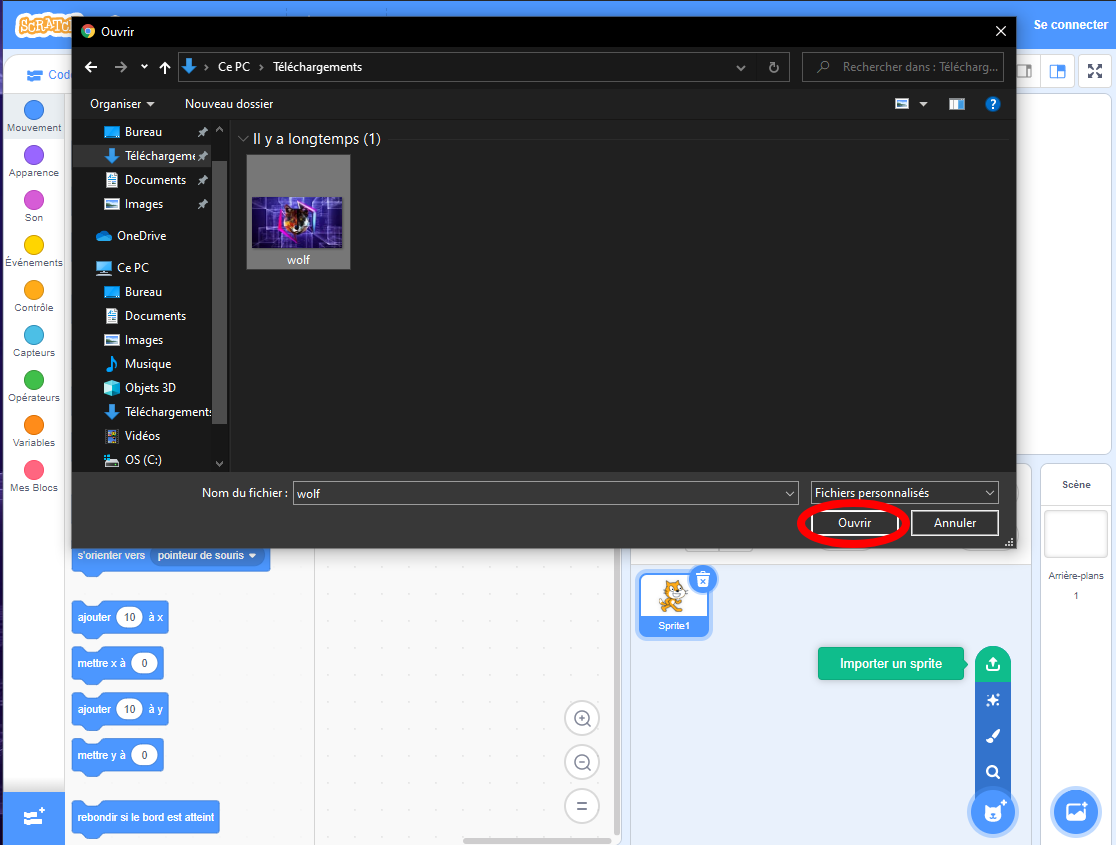 SCRATCH
Ouvrir
Se connecter
Ce PC > Téléchargements
Rechercher dans : Télécharg...
Code
Organiser
Nouveau dossier
?
Mouvement
Apparence
Son
Événements
Contrôle
Capteurs
Opérateurs
Variables
Mes Blocs
Bureau
Téléchargeme
Documents
Images
OneDrive
Ce PC
Bureau
Documents
Images
Musique
Objets 3D
Téléchargements
Vidéos
OS (C:)
Il y a longtemps (1)
wolf
Nom du fichier :
wolf
Fichiers personnalisés
Ouvrir
Annuler
s'orienter vers pointeur de souris
ajouter 10 à x
mettre x à 0
ajouter 10 à y
mettre y à 0
rebondir si le bord est atteint
Sprite1
Importer un sprite
Scène
Arrière-plans
1